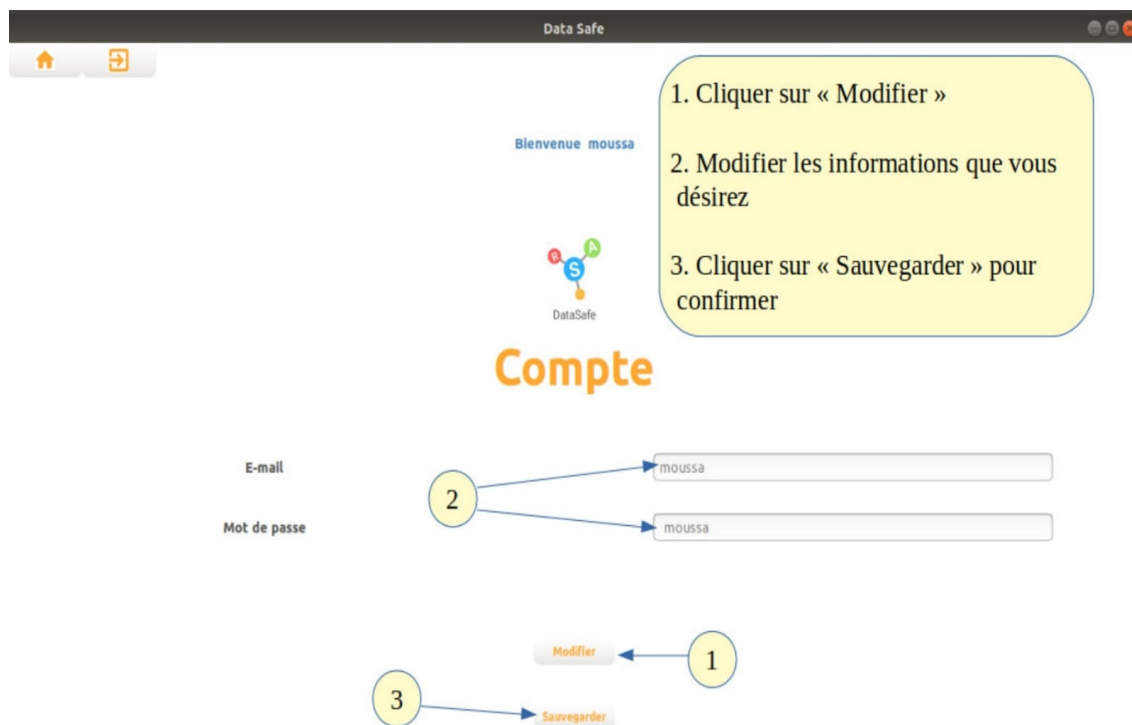 Data Safe
1. Cliquer sur « Modifier »
Bienvenue moussa
2. Modifier les informations que vous
désirez
R S A
3. Cliquer sur « Sauvegarder » pour
confirmer
DataSafe
Compte
E-mail
moussa
2
Mot de passe
moussa
Modifier
1
3
Sauvegarder